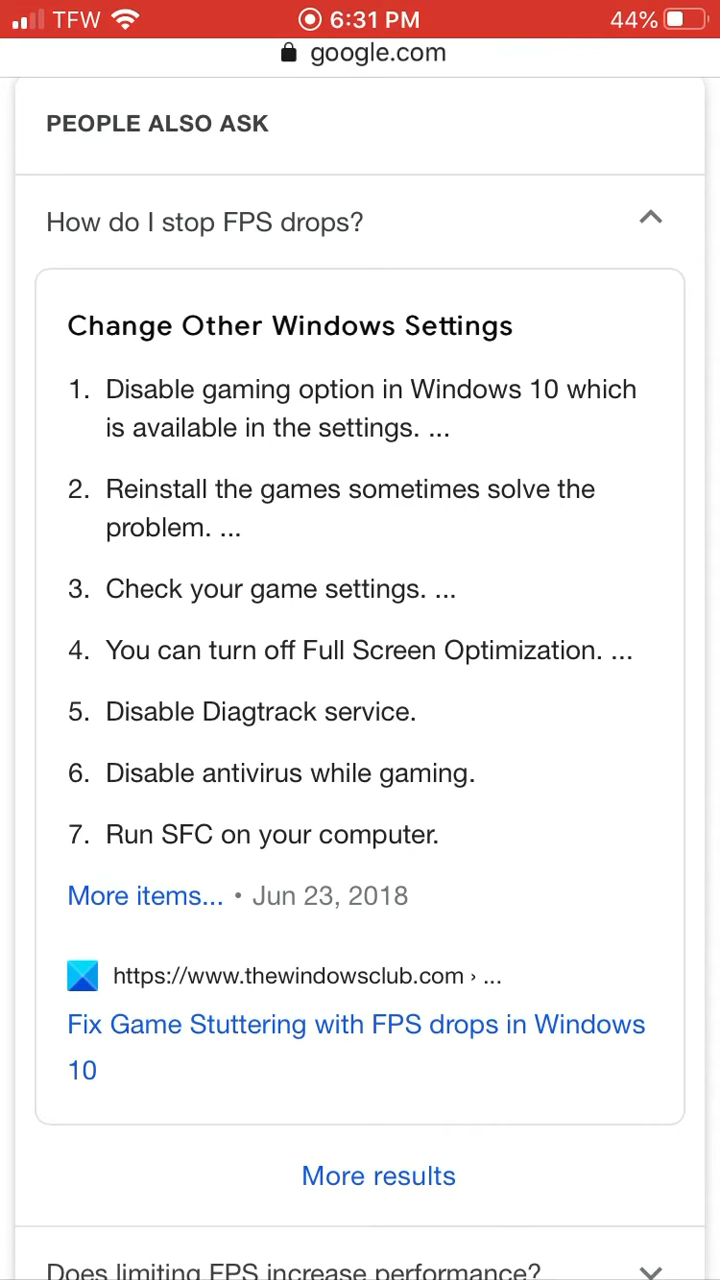 TFW 6:31 PM 44%
google.com
PEOPLE ALSO ASK
How do I stop FPS drops?
Change Other Windows Settings
1. Disable gaming option in Windows 10 which
is available in the settings. ...
2. Reinstall the games sometimes solve the
problem. ...
3. Check your game settings. ...
4. You can turn off Full Screen Optimization. ...
5. Disable Diagtrack service.
6. Disable antivirus while gaming.
7. Run SFC on your computer.
More items... • Jun 23, 2018
https://www.thewindowsclub.com › ...
Fix Game Stuttering with FPS drops in Windows
10
More results
Does limiting FPS increase performance?